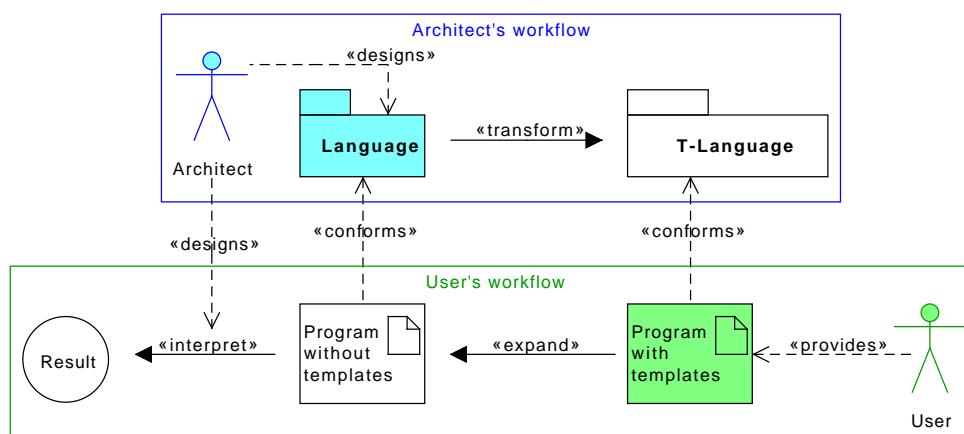 Architect's workflow
«designs»
Language
«transform»
T-Language
Architect
«designs»
«conforms»
«conforms»
User's workflow
Result
«interpret»
Program
without
templates
«expand»
Program
with
templates
«provides»
User